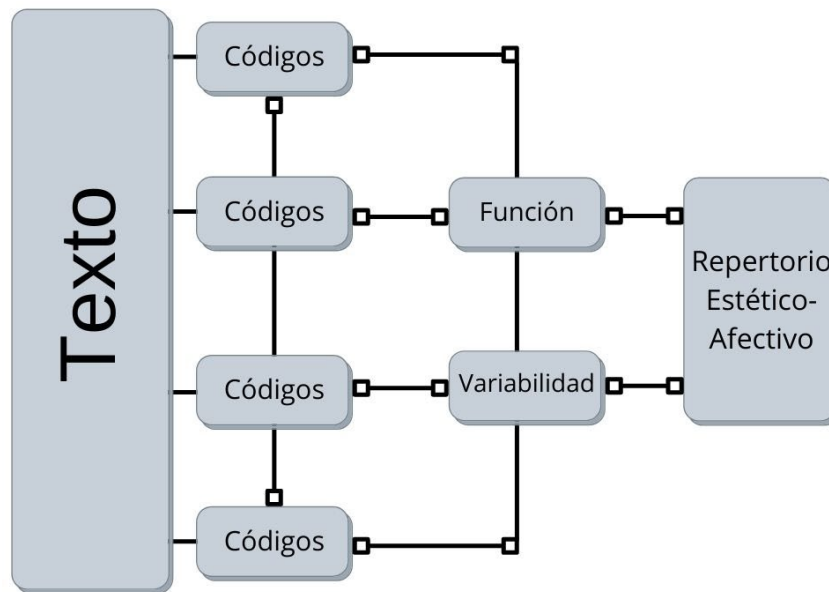 Texto
Códigos
Códigos
Códigos
Códigos
Función
Variabilidad
Repertorio
Estético-
Afectivo